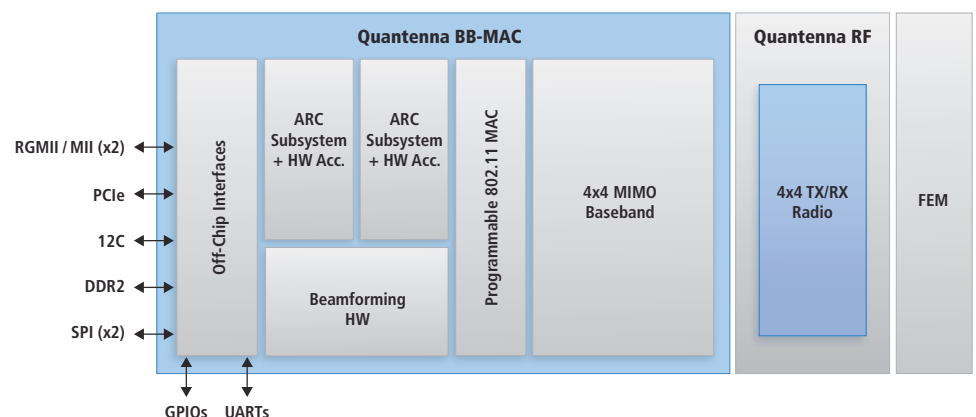 Quantenna BB-MAC
Quantenna RF
RGMII / MII (x2)
PCIe
12C
DDR2
SPI (x2)
Off-Chip Interfaces
ARC
Subsystem
+ HW Acc.
ARC
Subsystem
+ HW Acc.
Beamforming
HW
Programmable 802.11 MAC
4x4 MIMO
Baseband
4x4 TX/RX
Radio
FEM
GPIOs
UARTs